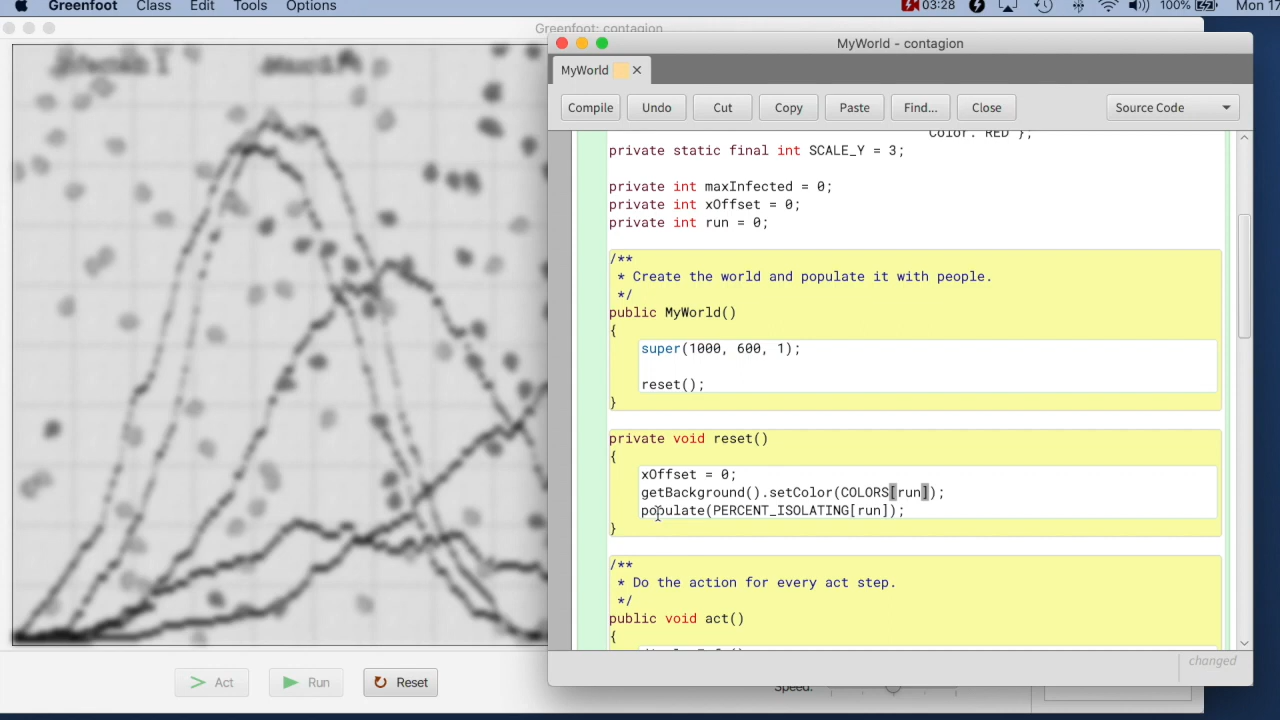 Greenfoot Class Edit Tools Options 03:28 100% Mon 17
Greenfoot: contagion
MyWorld - contagion
MyWorld
Compile Undo Cut Copy Paste Find... Close Source Code
Color. RED };
private static final int SCALE_Y = 3;
private int maxInfected = 0;
private int xOffset = 0;
private int run = 0;
/**
* Create the world and populate it with people.
*/
public MyWorld()
{
super(1000, 600, 1);
reset();
}
private void reset()
{
xOffset = 0;
getBackground().setColor(COLORS[run]);
populate(PERCENT_ISOLATING[run]);
}
/**
* Do the action for every act step.
*/
public void act()
{
changed
Act Run Reset Speed: